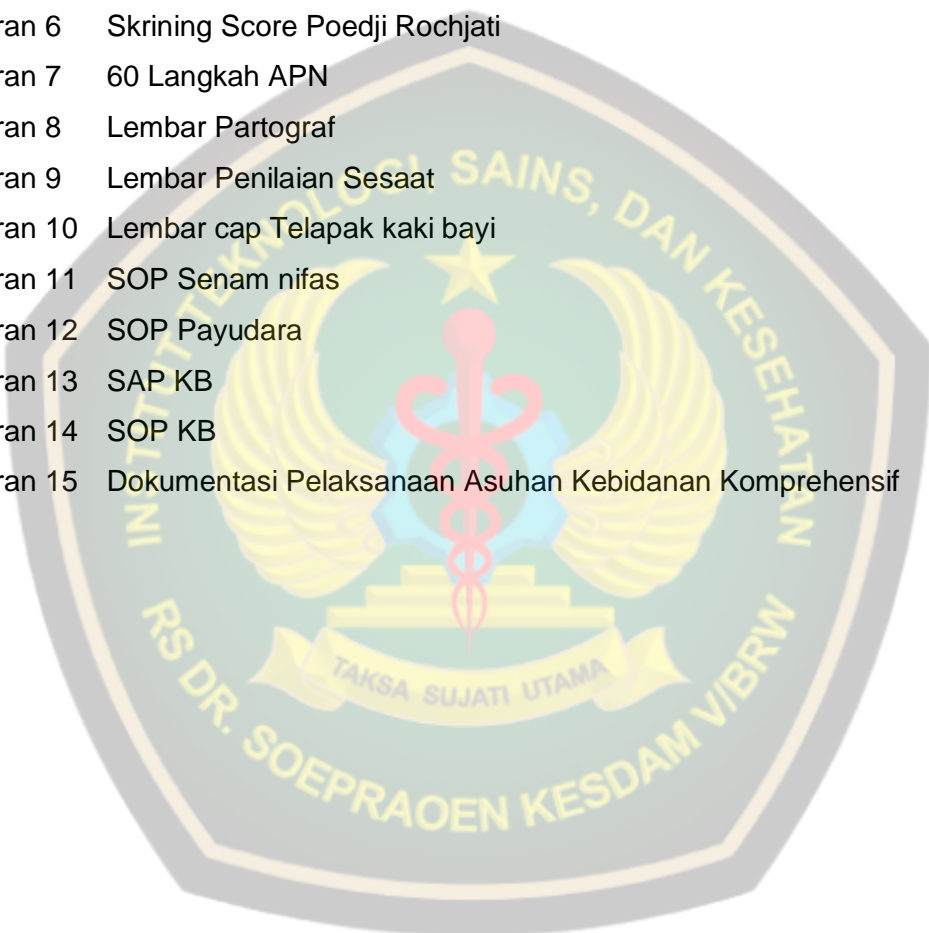 ran 6 Skrining Score Poedji Rochjati
ran 7 60 Langkah APN
ran 8 Lembar Partograf
ran 9 Lembar Penilaian Sesaat
ran 10 Lembar cap Telapak kaki bayi
ran 11 SOP Senam nifas
ran 12 SOP Payudara
ran 13 SAP KB
ran 14 SOP KB
ran 15 Dokumentasi Pelaksanaan Asuhan Kebidanan Komprehensif
INSTITUT TEKNOLOGI, SAINS, DAN KESEHATAN
TAKSA SUJATI UTAMA
RS DR. SOEPRAOEN KESDAM V/BRW